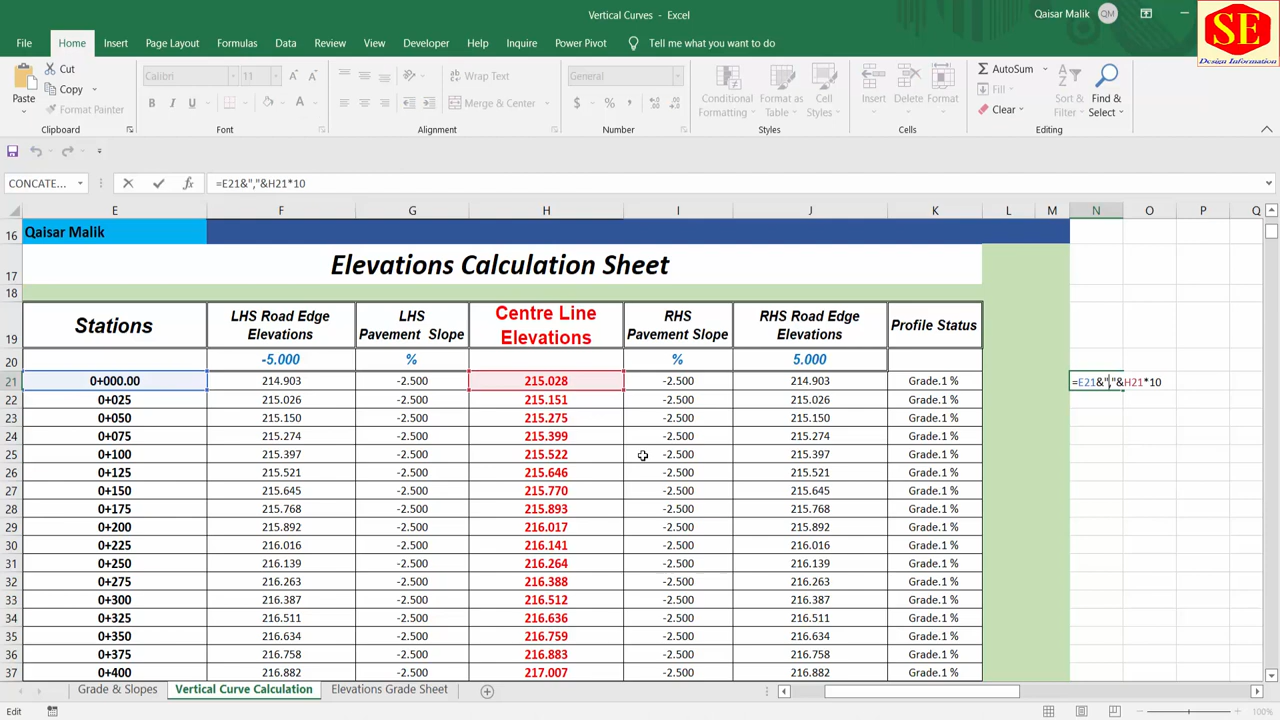 Vertical Curves - Excel
Qaisar Malik
QM
SE
Design Information
File
Home
Insert
Page Layout
Formulas
Data
Review
View
Developer
Help
Inquire
Power Pivot
Tell me what you want to do
Paste
Cut
Copy
Format Painter
Calibri
11
Wrap Text
Merge & Center
General
Conditional Formatting
Format as Table
Cell Styles
Insert
Delete
Format
AutoSum
Fill
Clear
Sort & Filter
Find & Select
Clipboard
Font
Alignment
Number
Styles
Cells
Editing
CONCATE...
=E21&","&H21*10
E F G H I J K L M N O P Q
16 Qaisar Malik
17 Elevations Calculation Sheet
18
19 Stations LHS Road Edge Elevations LHS Pavement Slope Centre Line Elevations RHS Pavement Slope RHS Road Edge Elevations Profile Status
20 -5.000 % % 5.000
21 0+000.00 214.903 -2.500 215.028 -2.500 214.903 Grade.1 % =E21&","&H21*10
22 0+025 215.026 -2.500 215.151 -2.500 215.026 Grade.1 %
23 0+050 215.150 -2.500 215.275 -2.500 215.150 Grade.1 %
24 0+075 215.274 -2.500 215.399 -2.500 215.274 Grade.1 %
25 0+100 215.397 -2.500 215.522 -2.500 215.397 Grade.1 %
26 0+125 215.521 -2.500 215.646 -2.500 215.521 Grade.1 %
27 0+150 215.645 -2.500 215.770 -2.500 215.645 Grade.1 %
28 0+175 215.768 -2.500 215.893 -2.500 215.768 Grade.1 %
29 0+200 215.892 -2.500 216.017 -2.500 215.892 Grade.1 %
30 0+225 216.016 -2.500 216.141 -2.500 216.016 Grade.1 %
31 0+250 216.139 -2.500 216.264 -2.500 216.139 Grade.1 %
32 0+275 216.263 -2.500 216.388 -2.500 216.263 Grade.1 %
33 0+300 216.387 -2.500 216.512 -2.500 216.387 Grade.1 %
34 0+325 216.511 -2.500 216.636 -2.500 216.511 Grade.1 %
35 0+350 216.634 -2.500 216.759 -2.500 216.634 Grade.1 %
36 0+375 216.758 -2.500 216.883 -2.500 216.758 Grade.1 %
37 0+400 216.882 -2.500 217.007 -2.500 216.882 Grade.1 %
Grade & Slopes
Vertical Curve Calculation
Elevations Grade Sheet
Edit
100%